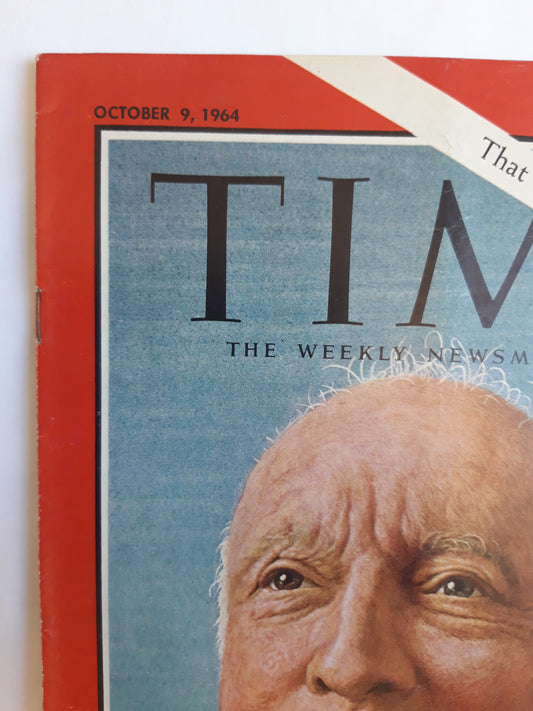 OCTOBER 9, 1964
That
TIM
THE WEEKLY NEWSM